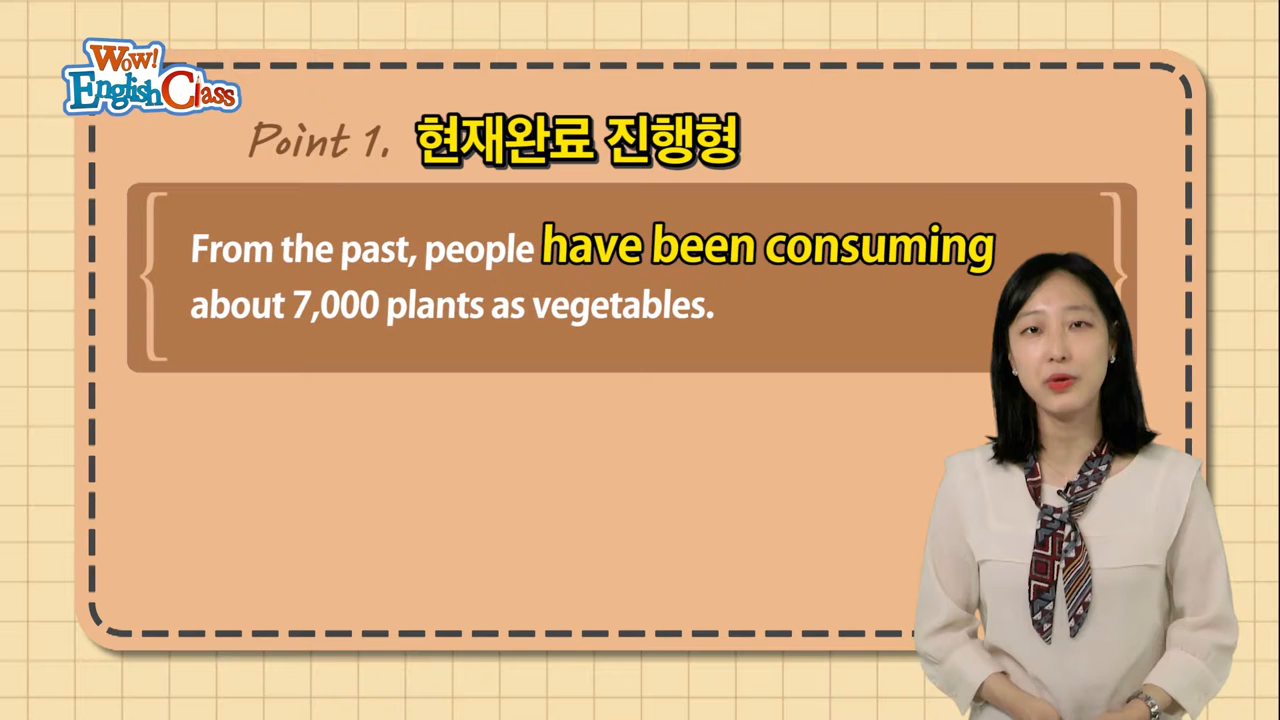 Wow!
English Class
Point 1. 현재완료 진행형
From the past, people have been consuming
about 7,000 plants as vegetables.